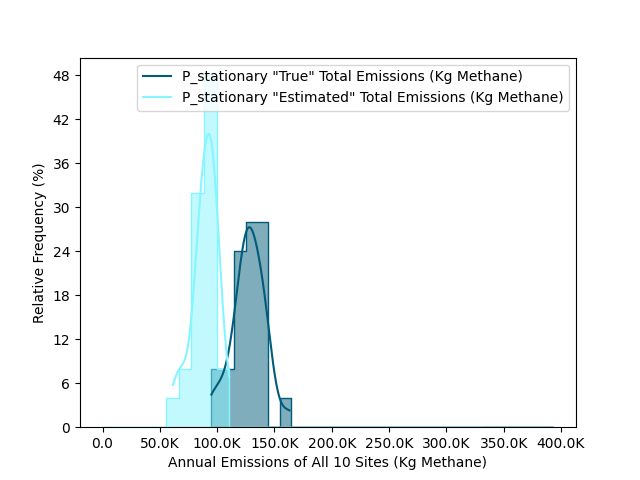 P_stationary "True" Total Emissions (Kg Methane)
P_stationary "Estimated" Total Emissions (Kg Methane)
48
42
36
30
24
18
12
6
0
Relative Frequency (%)
0.0 50.0K 100.0K 150.0K 200.0K 250.0K 300.0K 350.0K 400.0K
Annual Emissions of All 10 Sites (Kg Methane)